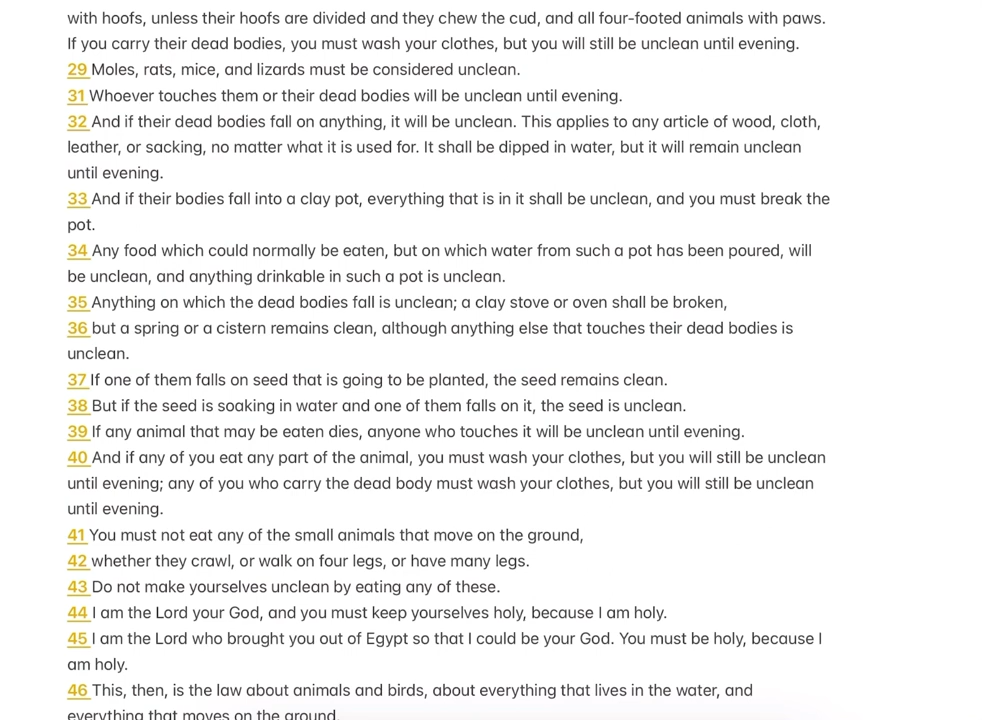 with hoofs, unless their hoofs are divided and they chew the cud, and all four-footed animals with paws.
If you carry their dead bodies, you must wash your clothes, but you will still be unclean until evening.
29 Moles, rats, mice, and lizards must be considered unclean.
31 Whoever touches them or their dead bodies will be unclean until evening.
32 And if their dead bodies fall on anything, it will be unclean. This applies to any article of wood, cloth,
leather, or sacking, no matter what it is used for. It shall be dipped in water, but it will remain unclean
until evening.
33 And if their bodies fall into a clay pot, everything that is in it shall be unclean, and you must break the
pot.
34 Any food which could normally be eaten, but on which water from such a pot has been poured, will
be unclean, and anything drinkable in such a pot is unclean.
35 Anything on which the dead bodies fall is unclean; a clay stove or oven shall be broken,
36 but a spring or a cistern remains clean, although anything else that touches their dead bodies is
unclean.
37 If one of them falls on seed that is going to be planted, the seed remains clean.
38 But if the seed is soaking in water and one of them falls on it, the seed is unclean.
39 If any animal that may be eaten dies, anyone who touches it will be unclean until evening.
40 And if any of you eat any part of the animal, you must wash your clothes, but you will still be unclean
until evening; any of you who carry the dead body must wash your clothes, but you will still be unclean
until evening.
41 You must not eat any of the small animals that move on the ground,
42 whether they crawl, or walk on four legs, or have many legs.
43 Do not make yourselves unclean by eating any of these.
44 I am the Lord your God, and you must keep yourselves holy, because I am holy.
45 I am the Lord who brought you out of Egypt so that I could be your God. You must be holy, because I
am holy.
46 This, then, is the law about animals and birds, about everything that lives in the water, and
everything that moves on the ground.